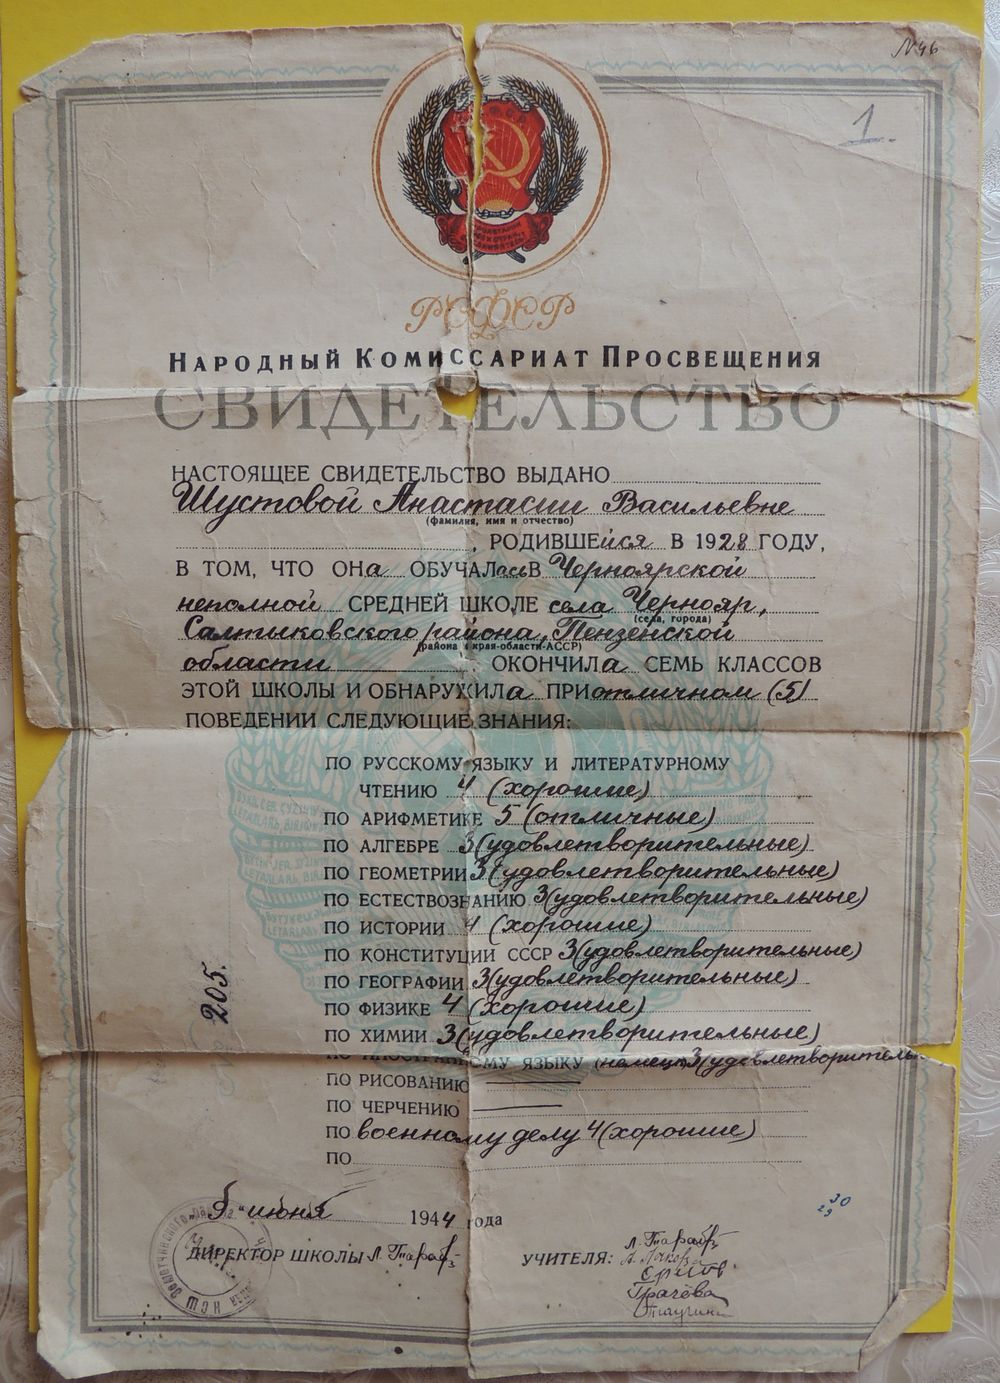 №46
1.
РСФСР
НАРОДНЫЙ КОМИССАРИАТ ПРОСВЕЩЕНИЯ
СВИДЕТЕЛЬСТВО
НАСТОЯЩЕЕ СВИДЕТЕЛЬСТВО ВЫДАНО
Шустовой Анастасии Васильевне
(фамилия, имя и отчество)
, РОДИВШЕЙСЯ В 1928 ГОДУ,
В ТОМ, ЧТО ОНа ОБУЧАЛась В Черноярской
неполной СРЕДНЕЙ ШКОЛЕ села Чернояр,
(села, города)
Салтыковского района, Пензенской
(района края-области-АССР)
области ОКОНЧИЛа СЕМЬ КЛАССОВ
ЭТОЙ ШКОЛЫ И ОБНАРУЖИЛа ПРИ отличном (5)
ПОВЕДЕНИИ СЛЕДУЮЩИЕ ЗНАНИЯ:
ПО РУССКОМУ ЯЗЫКУ И ЛИТЕРАТУРНОМУ
ЧТЕНИЮ 4 (хорошие)
ПО АРИФМЕТИКЕ 5 (отличные)
ПО АЛГЕБРЕ 3 (удовлетворительные)
ПО ГЕОМЕТРИИ 3 (удовлетворительные)
ПО ЕСТЕСТВОЗНАНИЮ 3 (удовлетворительные)
ПО ИСТОРИИ 4 (хорошие)
ПО КОНСТИТУЦИИ СССР 3 (удовлетворительные)
ПО ГЕОГРАФИИ 3 (удовлетворительные)
ПО ФИЗИКЕ 4 (хорошие)
205.
ПО ХИМИИ 3 (удовлетворительные)
ПО ИНОСТРАННОМУ ЯЗЫКУ (немец.) 3 (удовлетворительн
ПО РИСОВАНИЮ
ПО ЧЕРЧЕНИЮ
ПО военному делу 4 (хорошие)
ПО
„5" июня 1944 года
30
29
ДИРЕКТОР ШКОЛЫ
УЧИТЕЛЯ:
Грачёва